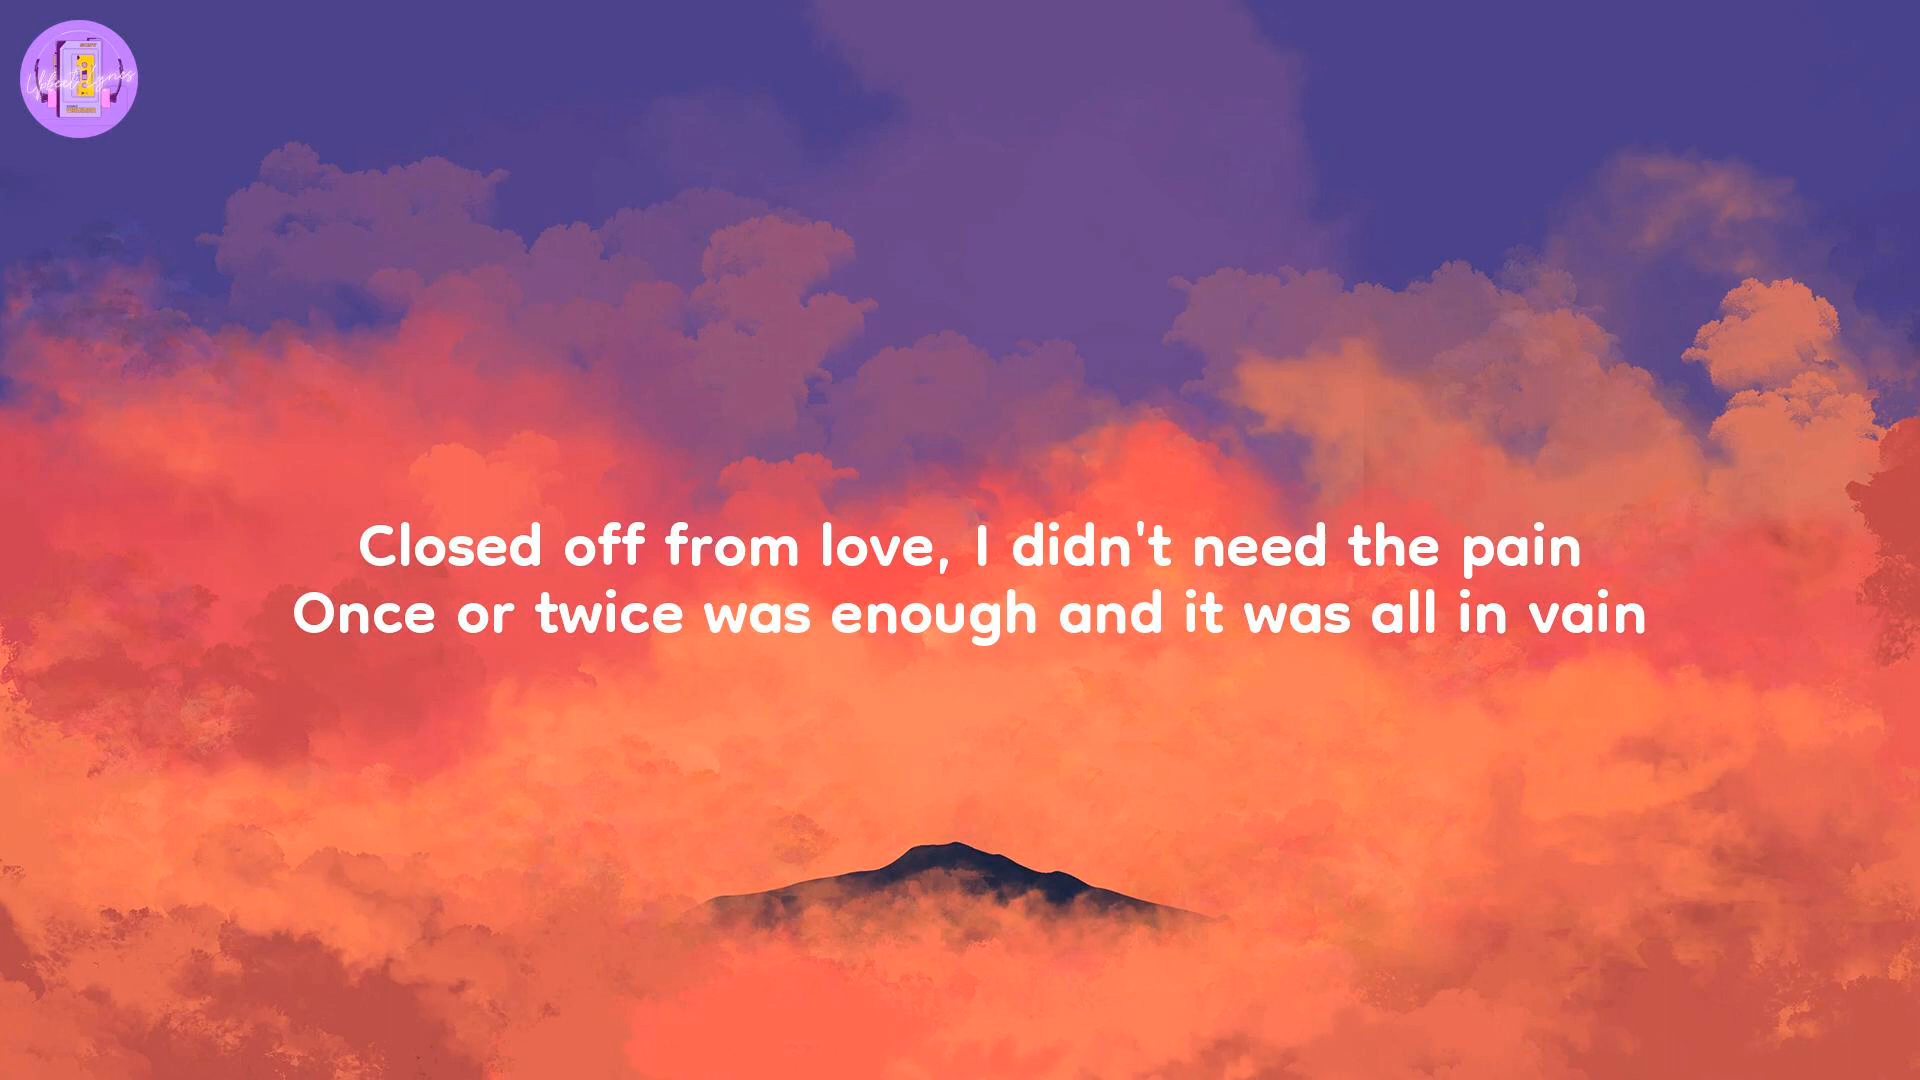 Closed off from love, I didn't need the pain
Once or twice was enough and it was all in vain